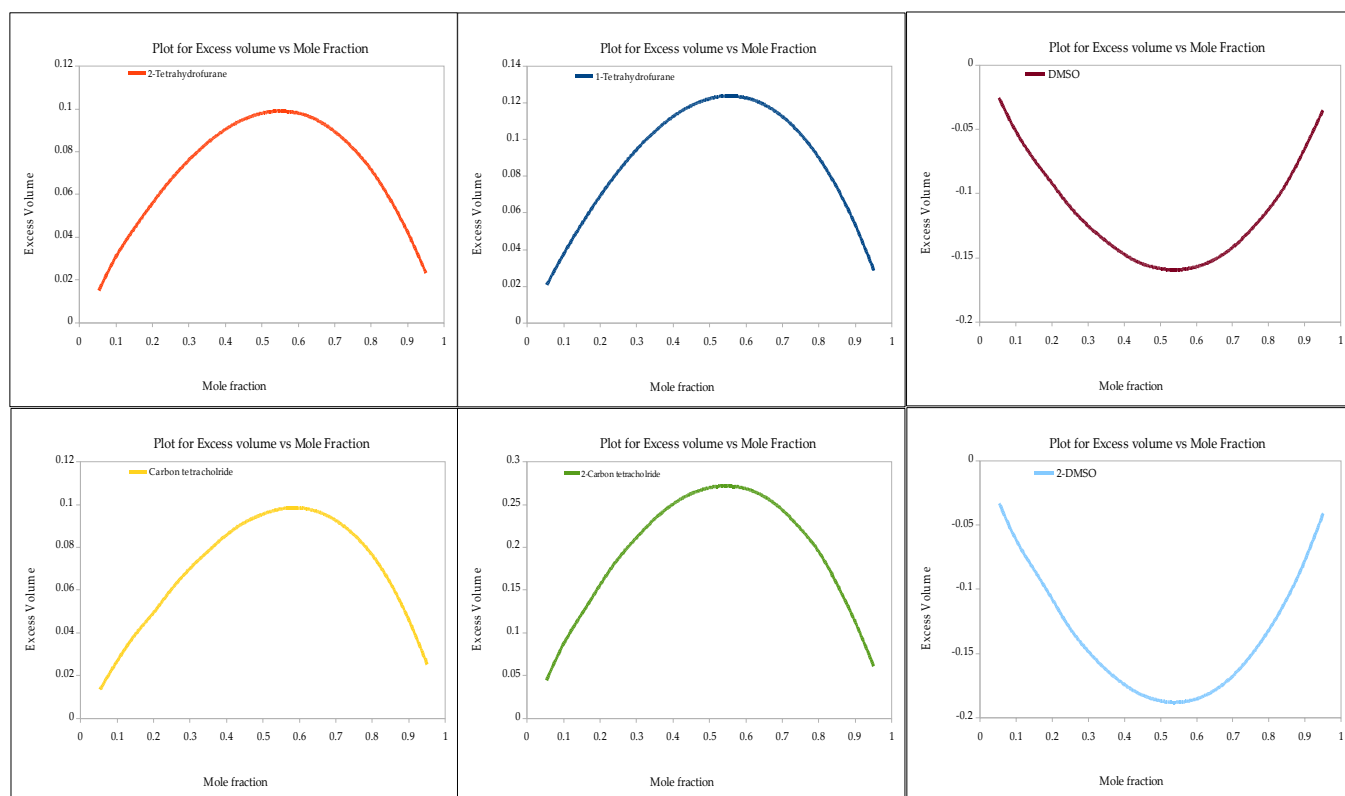 Plot for Excess volume vs Mole Fraction
2-Tetrahydrofurane
0.12
0.1
0.08
0.06
0.04
0.02
0
Excess Volume
0 0.1 0.2 0.3 0.4 0.5 0.6 0.7 0.8 0.9 1
Mole fraction
Plot for Excess volume vs Mole Fraction
1-Tetrahydrofurane
0.14
0.12
0.1
0.08
0.06
0.04
0.02
0
Excess Volume
0 0.1 0.2 0.3 0.4 0.5 0.6 0.7 0.8 0.9 1
Mole fraction
Plot for Excess volume vs Mole Fraction
DMSO
0
-0.05
-0.1
-0.15
-0.2
Excess Volume
0 0.1 0.2 0.3 0.4 0.5 0.6 0.7 0.8 0.9 1
Mole fraction
Plot for Excess volume vs Mole Fraction
Carbon tetracholride
0.12
0.1
0.08
0.06
0.04
0.02
0
Excess Volume
0 0.1 0.2 0.3 0.4 0.5 0.6 0.7 0.8 0.9 1
Mole fraction
Plot for Excess volume vs Mole Fraction
2-Carbon tetracholride
0.3
0.25
0.2
0.15
0.1
0.05
0
Excess Volume
0 0.1 0.2 0.3 0.4 0.5 0.6 0.7 0.8 0.9 1
Mole fraction
Plot for Excess volume vs Mole Fraction
2-DMSO
0
-0.05
-0.1
-0.15
-0.2
Excess Volume
0 0.1 0.2 0.3 0.4 0.5 0.6 0.7 0.8 0.9 1
Mole fraction